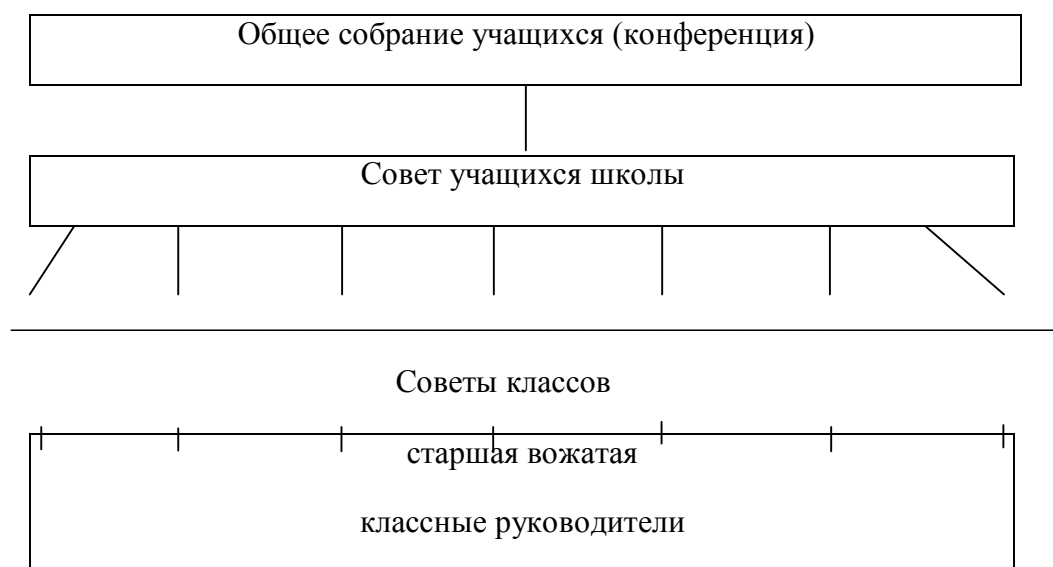 Общее собрание учащихся (конференция)
Совет учащихся школы
Советы классов
старшая вожатая
классные руководители